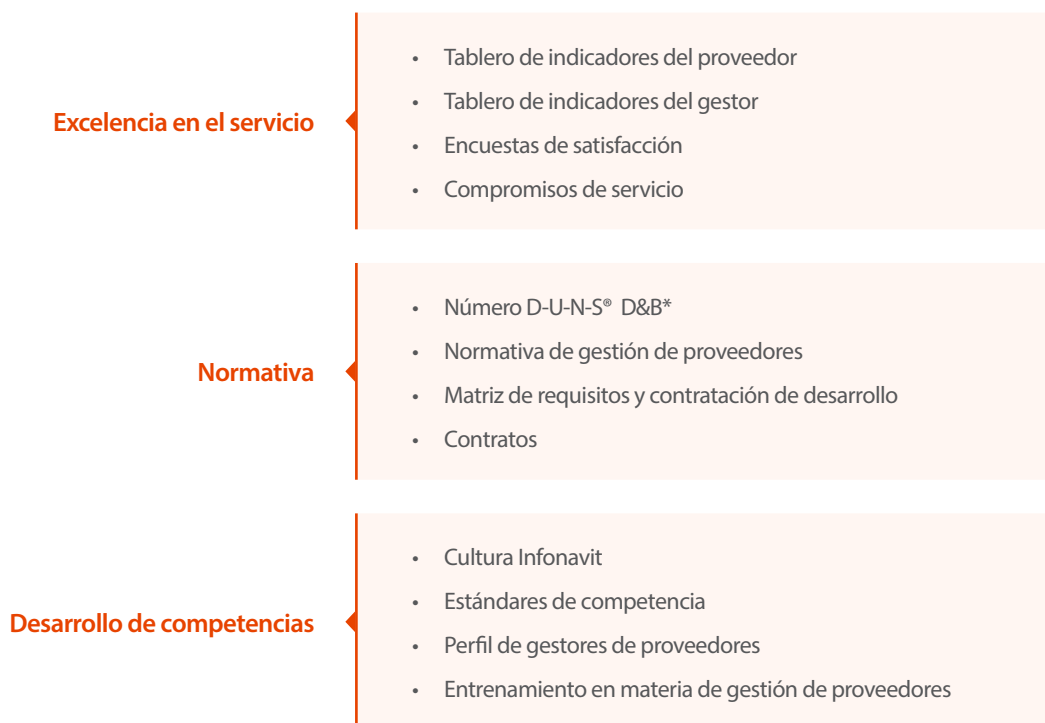 Excelencia en el servicio
• Tablero de indicadores del proveedor
• Tablero de indicadores del gestor
• Encuestas de satisfacción
• Compromisos de servicio
Normativa
• Número D-U-N-S® D&B*
• Normativa de gestión de proveedores
• Matriz de requisitos y contratación de desarrollo
• Contratos
Desarrollo de competencias
• Cultura Infonavit
• Estándares de competencia
• Perfil de gestores de proveedores
• Entrenamiento en materia de gestión de proveedores